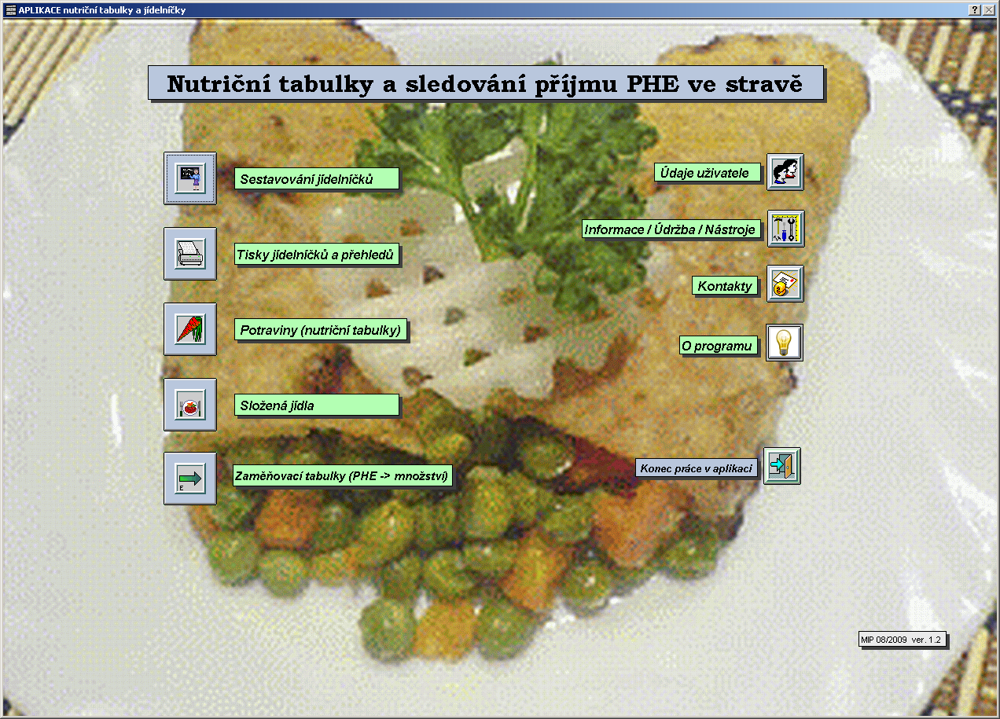 APLIKACE nutriční tabulky a jídelníčky
Nutriční tabulky a sledování příjmu PHE ve stravě
Sestavování jídelníčků
Tisky jídelníčků a přehledů
Potraviny (nutriční tabulky)
Složená jídla
E
Zaměňovací tabulky (PHE -> množství)
Údaje uživatele
Informace / Údržba / Nástroje
Kontakty
O programu
Konec práce v aplikaci
MIP 08/2009 ver. 1.2